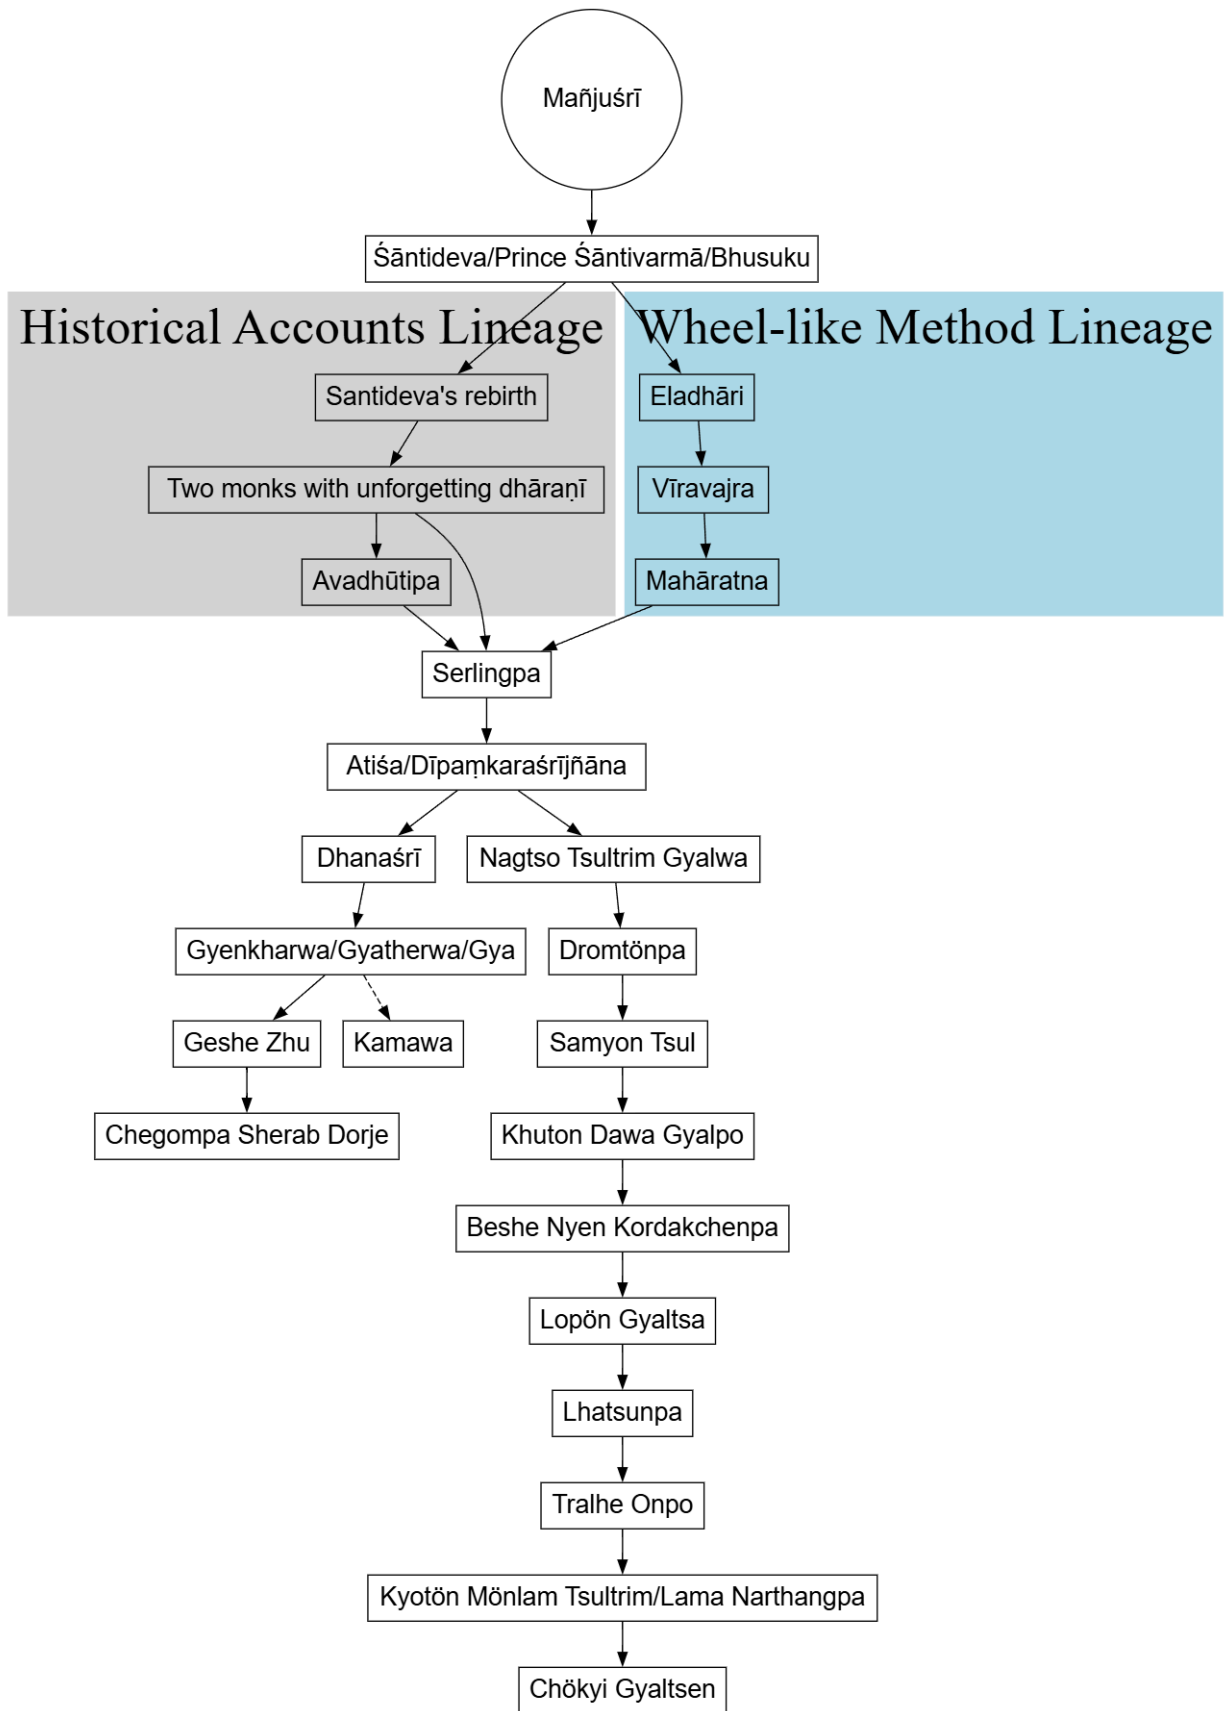 Mañjuśrī
Śāntideva/Prince Śāntivarmā/Bhusuku
Historical Accounts Lineage
Wheel-like Method Lineage
Santideva's rebirth
Eladhāri
Two monks with unforgetting dhāraṇī
Vīravajra
Avadhūtipa
Mahāratna
Serlingpa
Atiśa/Dīpaṃkaraśrījñāna
Dhanaśrī
Nagtso Tsultrim Gyalwa
Gyenkharwa/Gyatherwa/Gya
Dromtönpa
Geshe Zhu
Kamawa
Samyon Tsul
Chegompa Sherab Dorje
Khuton Dawa Gyalpo
Beshe Nyen Kordakchenpa
Lopön Gyaltsa
Lhatsunpa
Tralhe Onpo
Kyotön Mönlam Tsultrim/Lama Narthangpa
Chökyi Gyaltsen